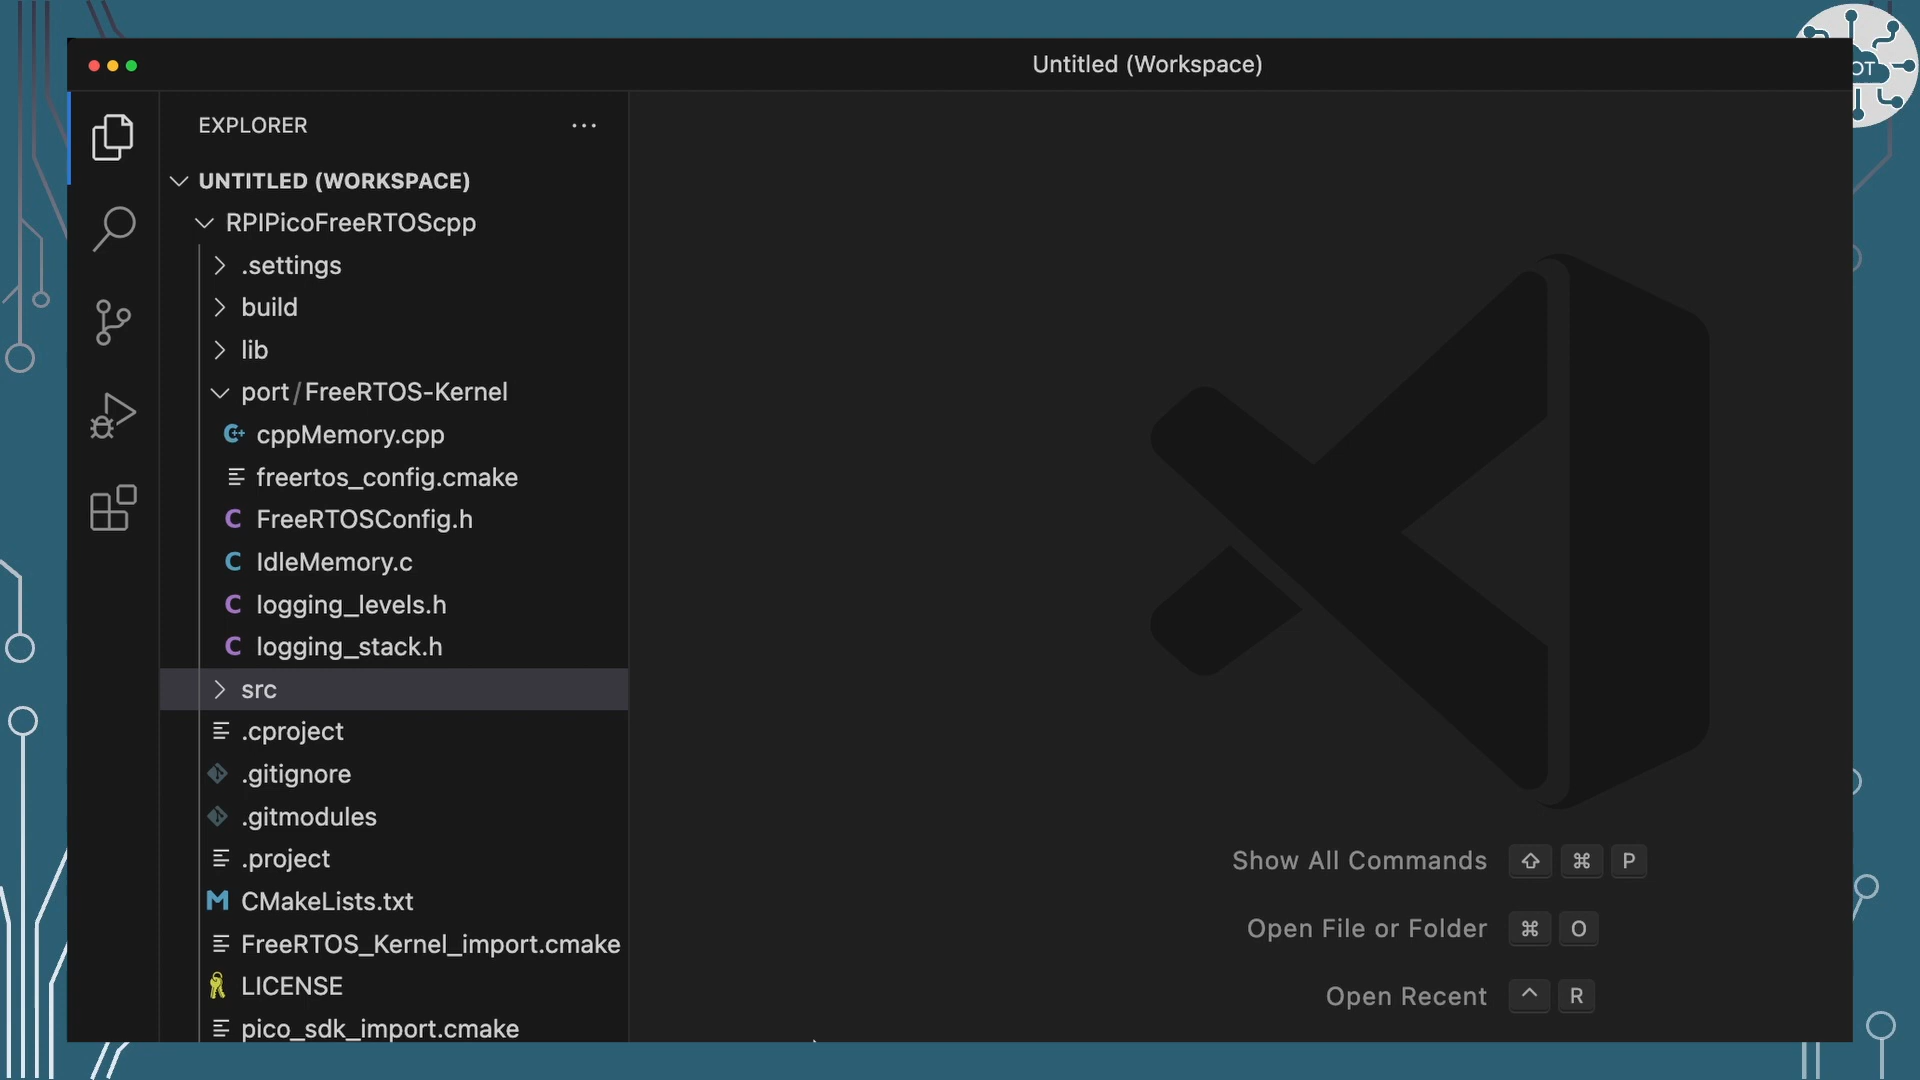 Untitled (Workspace)
OT
EXPLORER
UNTITLED (WORKSPACE)
RPIPicoFreeRTOScpp
.settings
build
lib
port/FreeRTOS-Kernel
cppMemory.cpp
freertos_config.cmake
FreeRTOSConfig.h
IdleMemory.c
logging_levels.h
logging_stack.h
src
.cproject
.gitignore
.gitmodules
.project
CMakeLists.txt
FreeRTOS_Kernel_import.cmake
LICENSE
pico_sdk_import.cmake
Show All Commands ⇧ ⌘ P
Open File or Folder ⌘ O
Open Recent ⌃ R